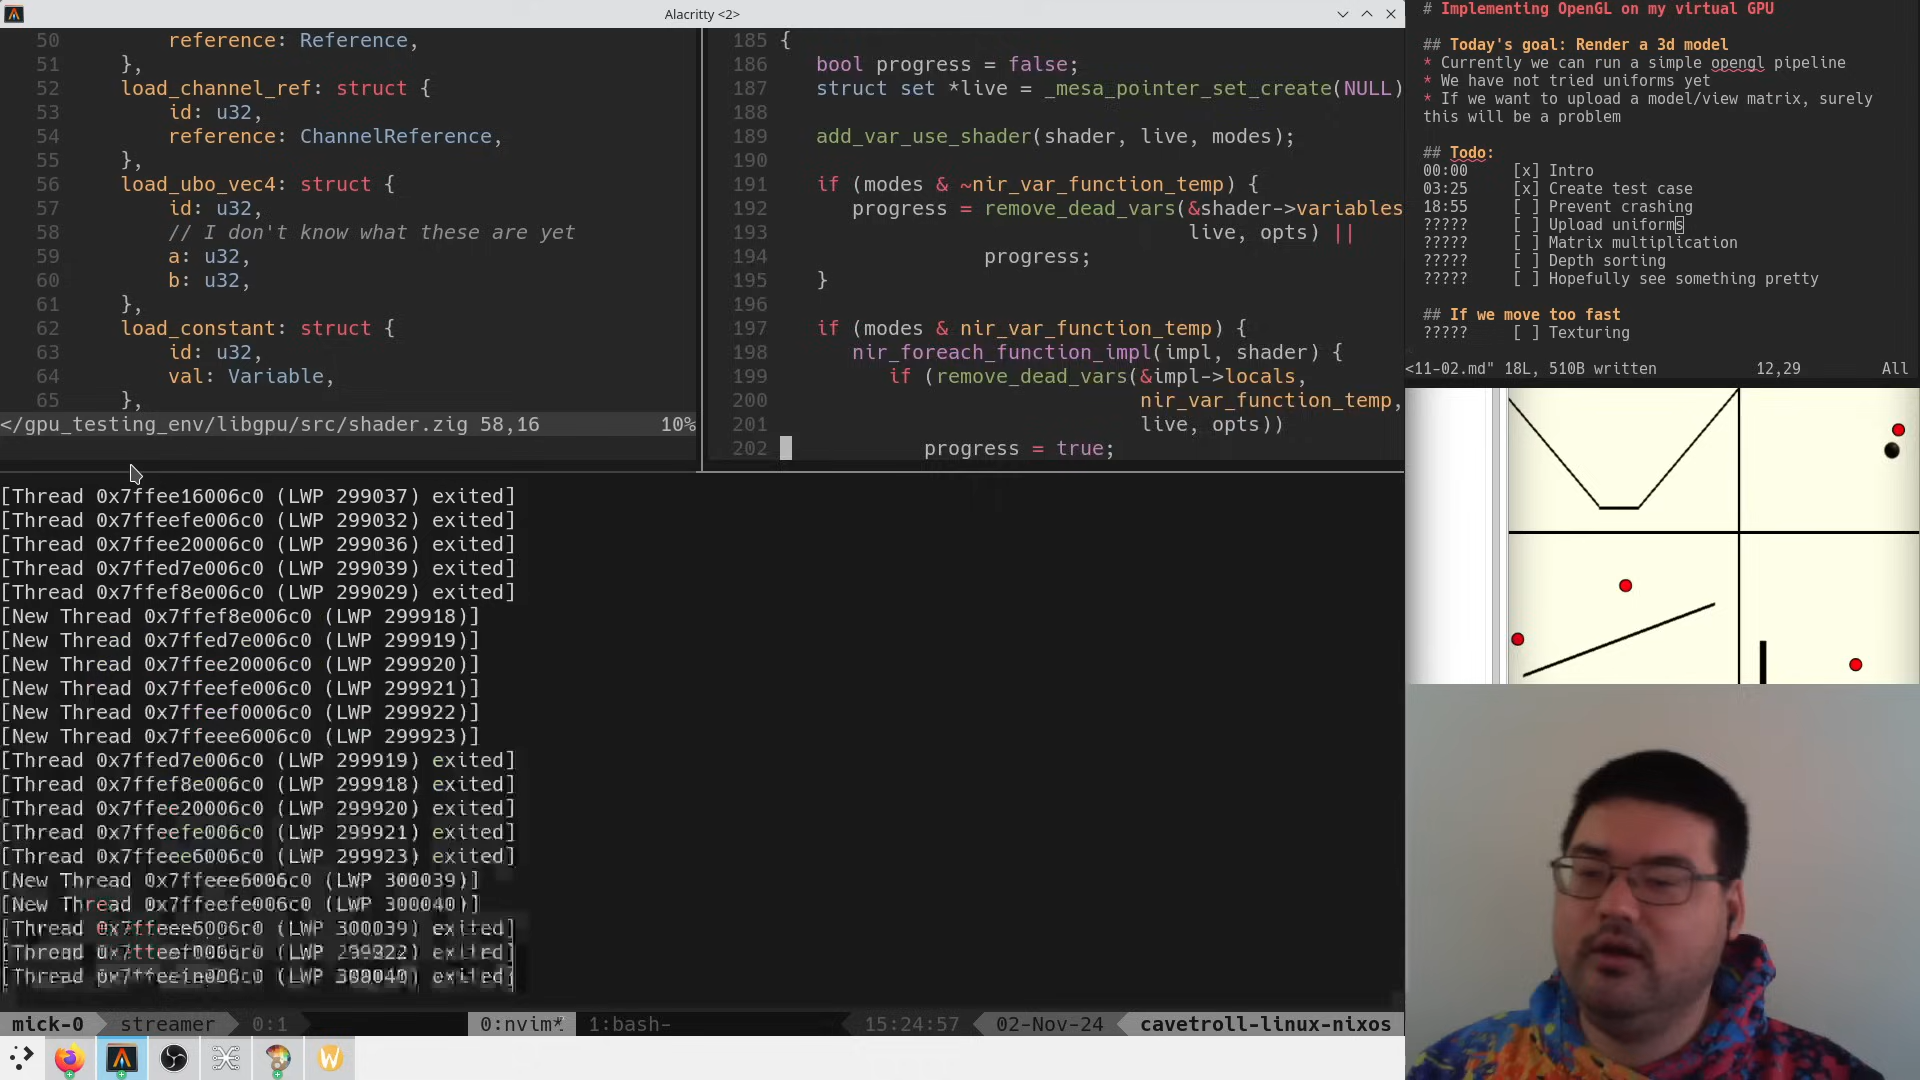 Alacritty <2>
50 reference: Reference,
51 },
52 load_channel_ref: struct {
53 id: u32,
54 reference: ChannelReference,
55 },
56 load_ubo_vec4: struct {
57 id: u32,
58 // I don't know what these are yet
59 a: u32,
60 b: u32,
61 },
62 load_constant: struct {
63 id: u32,
64 val: Variable,
65 },
</gpu_testing_env/libgpu/src/shader.zig 58,16 10%
185 {
186 bool progress = false;
187 struct set *live = _mesa_pointer_set_create(NULL)
188
189 add_var_use_shader(shader, live, modes);
190
191 if (modes & ~nir_var_function_temp) {
192 progress = remove_dead_vars(&shader->variables
193 live, opts) ||
194 progress;
195 }
196
197 if (modes & nir_var_function_temp) {
198 nir_foreach_function_impl(impl, shader) {
199 if (remove_dead_vars(&impl->locals,
200 nir_var_function_temp,
201 live, opts))
202 progress = true;
[Thread 0x7ffee16006c0 (LWP 299037) exited]
[Thread 0x7ffeefe006c0 (LWP 299032) exited]
[Thread 0x7ffee20006c0 (LWP 299036) exited]
[Thread 0x7ffed7e006c0 (LWP 299039) exited]
[Thread 0x7ffef8e006c0 (LWP 299029) exited]
[New Thread 0x7ffef8e006c0 (LWP 299918)]
[New Thread 0x7ffed7e006c0 (LWP 299919)]
[New Thread 0x7ffee20006c0 (LWP 299920)]
[New Thread 0x7ffeefe006c0 (LWP 299921)]
[New Thread 0x7ffeef0006c0 (LWP 299922)]
[New Thread 0x7ffeee6006c0 (LWP 299923)]
[Thread 0x7ffed7e006c0 (LWP 299919) exited]
[Thread 0x7ffef8e006c0 (LWP 299918) exited]
[Thread 0x7ffee20006c0 (LWP 299920) exited]
[Thread 0x7ffeefe006c0 (LWP 299921) exited]
[Thread 0x7ffeee6006c0 (LWP 299923) exited]
[New Thread 0x7ffeee6006c0 (LWP 300039)]
[New Thread 0x7ffeefe006c0 (LWP 300040)]
[Thread 0x7ffeee6006c0 (LWP 300039) exited]
[Thread (LWP 299922) exited]
[Thread (LWP 300040) exited]
mick-0 streamer 0:1 0:nvim* 1:bash- 15:24:57 02-Nov-24 cavetroll-linux-nixos
# Implementing OpenGL on my virtual GPU
## Today's goal: Render a 3d model
* Currently we can run a simple opengl pipeline
* We have not tried uniforms yet
* If we want to upload a model/view matrix, surely
this will be a problem
## Todo:
00:00 [x] Intro
03:25 [x] Create test case
18:55 [ ] Prevent crashing
????? [ ] Upload uniforms
????? [ ] Matrix multiplication
????? [ ] Depth sorting
????? [ ] Hopefully see something pretty
## If we move too fast
????? [ ] Texturing
<11-02.md" 18L, 510B written 12,29 All